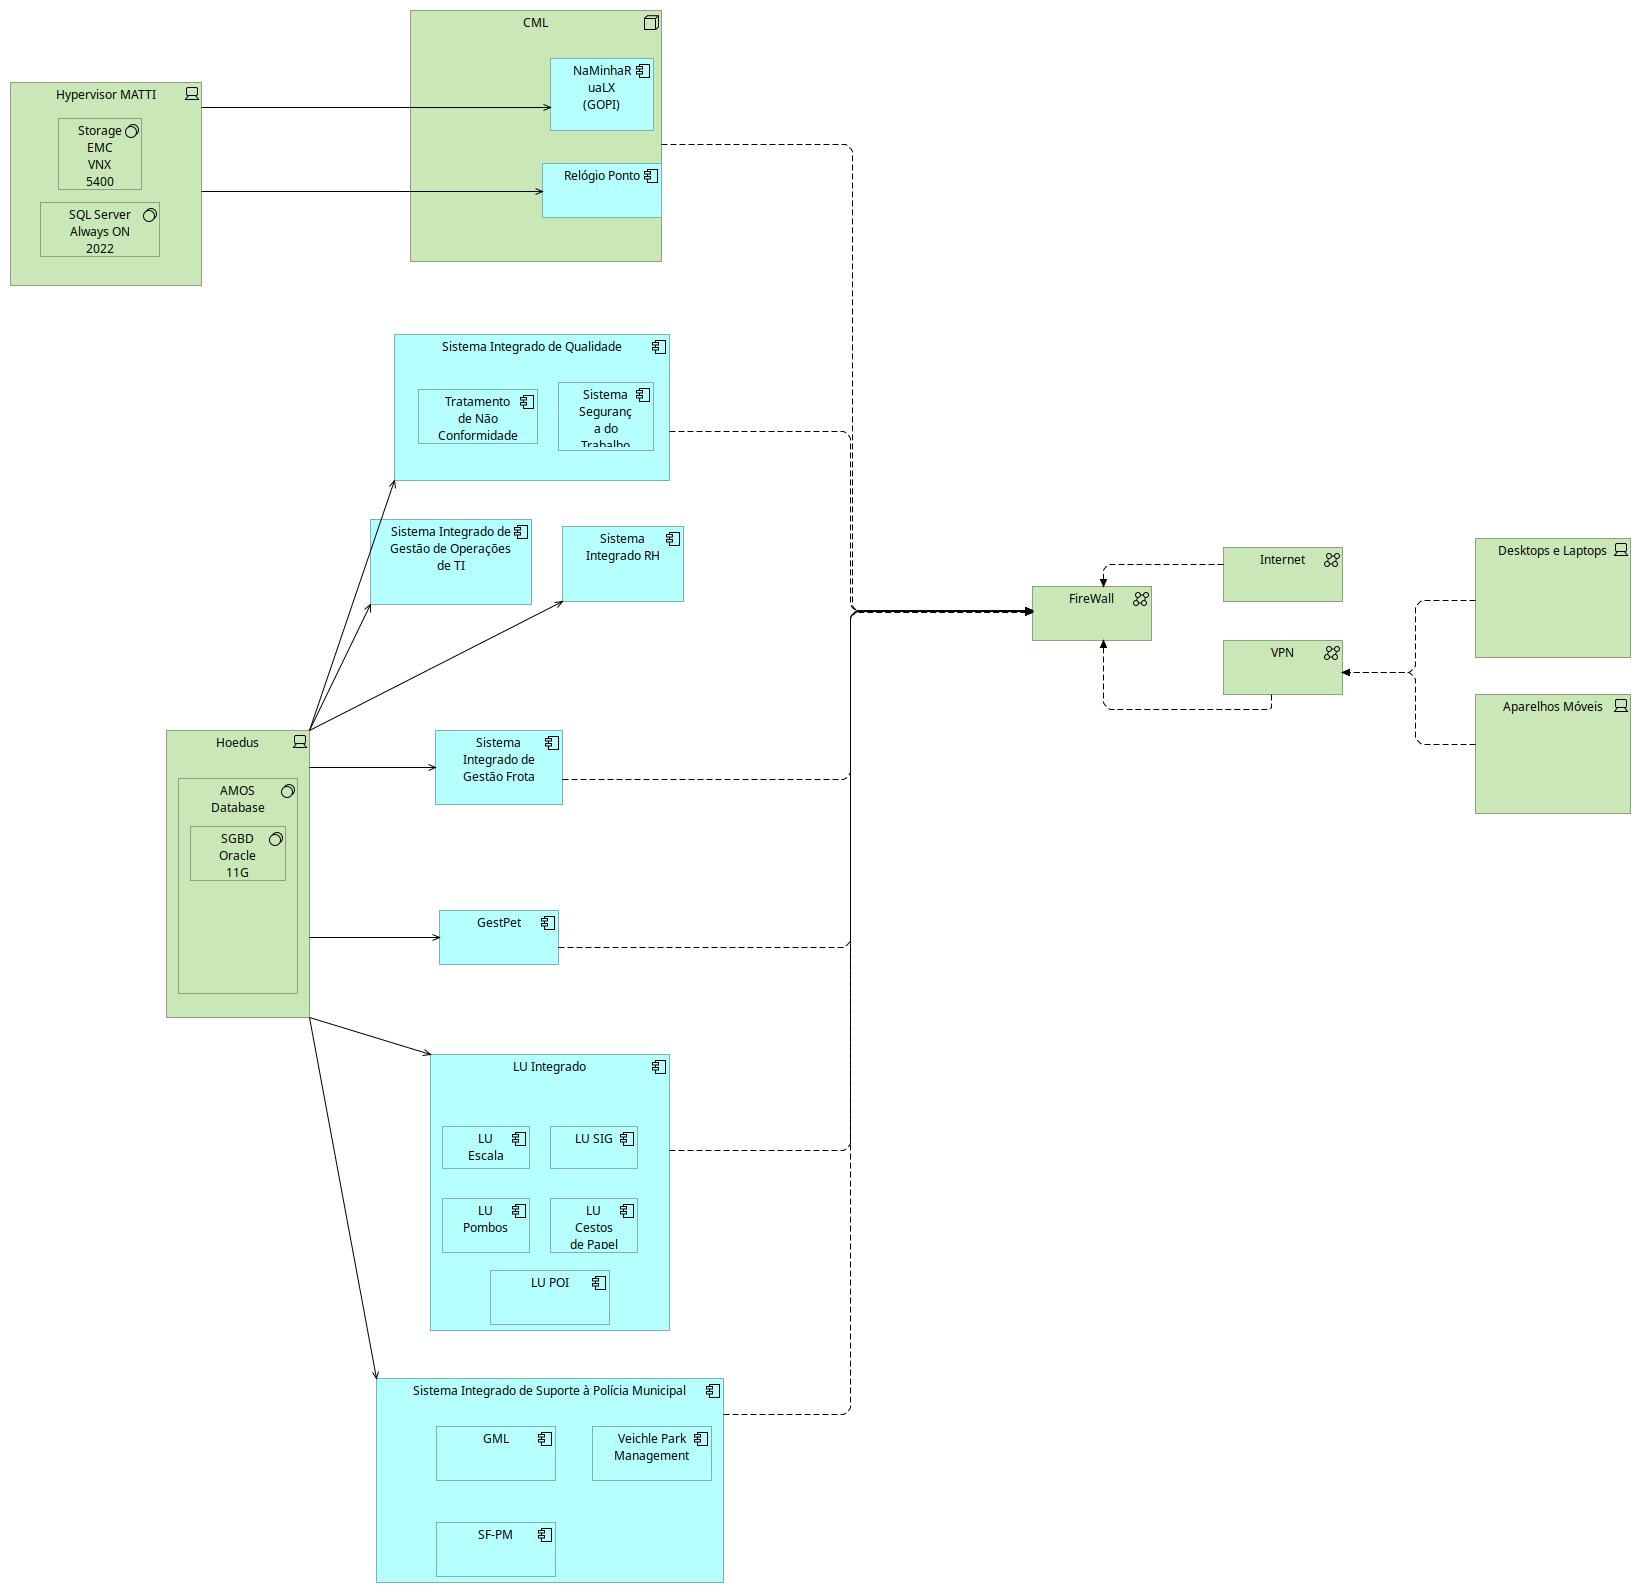 CML
NaMinhaR
uaLX
(GOPI)
Relógio Ponto
Hypervisor MATTI
Storage
EMC
VNX
5400
SQL Server
Always ON
2022
Sistema Integrado de Qualidade
Tratamento
de Não
Conformidade
Sistema
Seguranç
a do
Trabalho
Sistema Integrado de
Gestão de Operações
de TI
Sistema
Integrado RH
Internet
FireWall
VPN
Desktops e Laptops
Aparelhos Móveis
Hoedus
AMOS
Database
SGBD
Oracle
11G
Sistema
Integrado de
Gestão Frota
GestPet
LU Integrado
LU
Escala
LU SIG
LU
Pombos
LU
Cestos
de Papel
LU POI
Sistema Integrado de Suporte à Polícia Municipal
GML
Veichle Park
Management
SF-PM